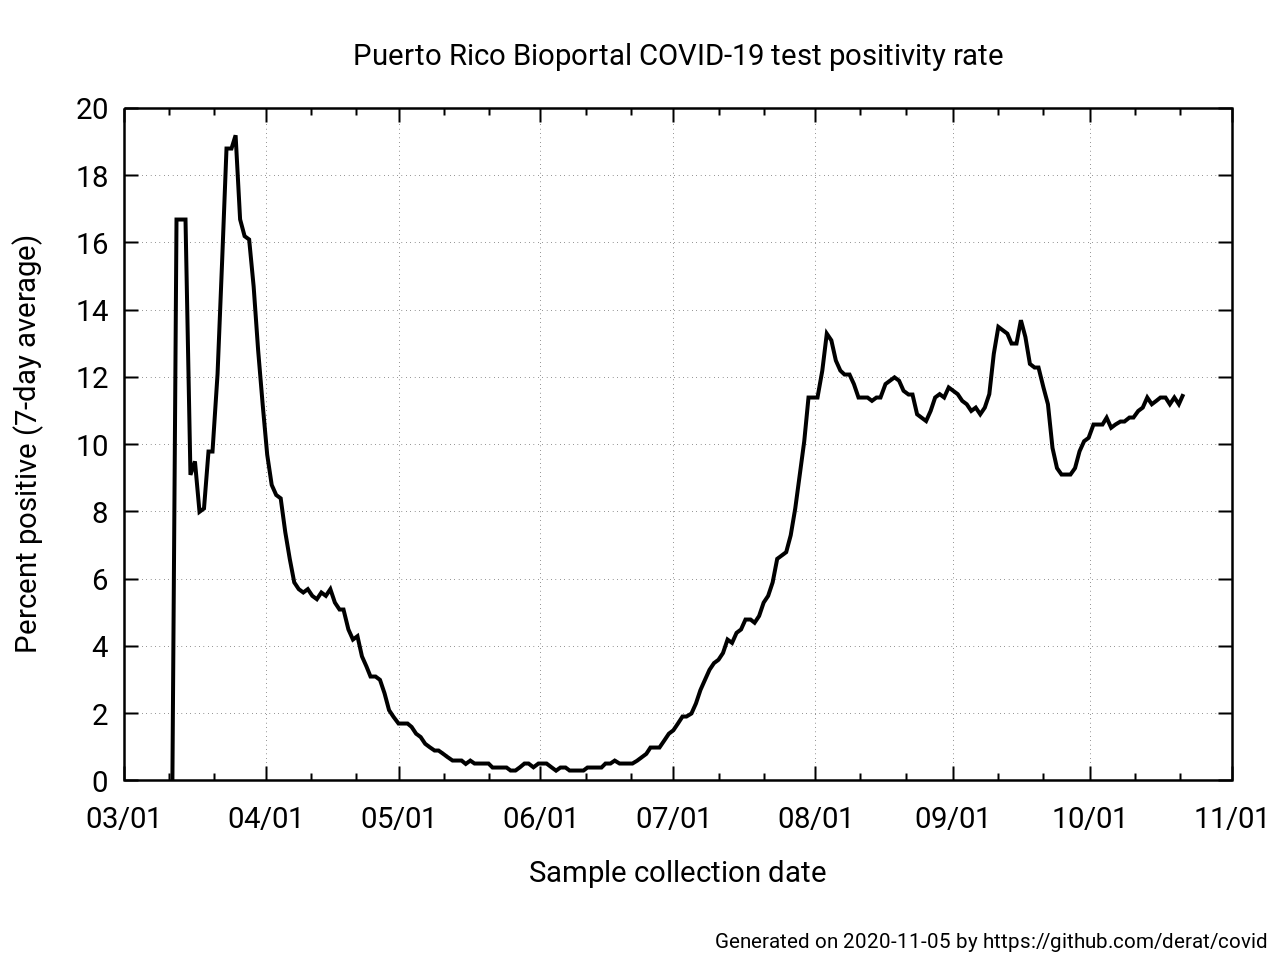 Puerto Rico Bioportal COVID-19 test positivity rate
20
18
16
14
12
10
8
6
4
2
0
Percent positive (7-day average)
03/01 04/01 05/01 06/01 07/01 08/01 09/01 10/01 11/01
Sample collection date
Generated on 2020-11-05 by https://github.com/derat/covid